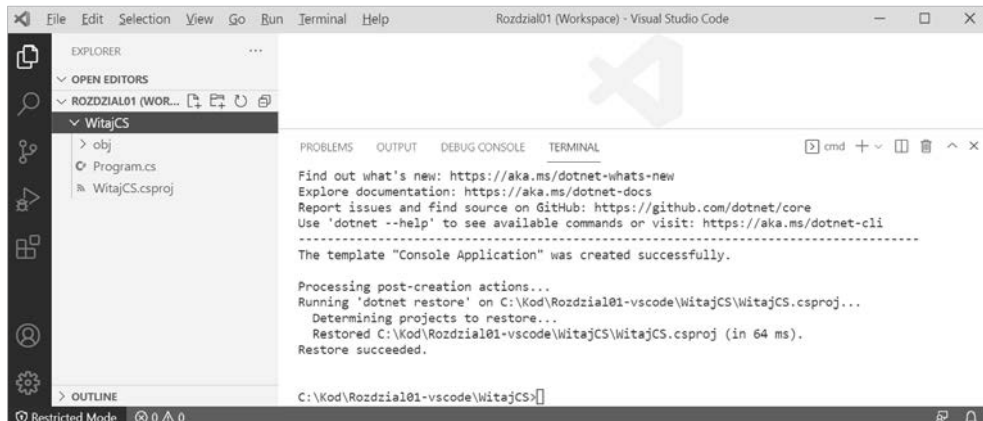 File Edit Selection View Go Run Terminal Help Rozdzial01 (Workspace) - Visual Studio Code
EXPLORER
OPEN EDITORS
ROZDZIAL01 (WOR...
WitajCS
obj
Program.cs
WitajCS.csproj
OUTLINE
PROBLEMS OUTPUT DEBUG CONSOLE TERMINAL cmd
Find out what's new: https://aka.ms/dotnet-whats-new
Explore documentation: https://aka.ms/dotnet-docs
Report issues and find source on GitHub: https://github.com/dotnet/core
Use 'dotnet --help' to see available commands or visit: https://aka.ms/dotnet-cli
--------------------------------------------------------------------------------------
The template "Console Application" was created successfully.
Processing post-creation actions...
Running 'dotnet restore' on C:\Kod\Rozdzial01-vscode\WitajCS\WitajCS.csproj...
Determining projects to restore...
Restored C:\Kod\Rozdzial01-vscode\WitajCS\WitajCS.csproj (in 64 ms).
Restore succeeded.
C:\Kod\Rozdzial01-vscode\WitajCS>
Restricted Mode 0 0